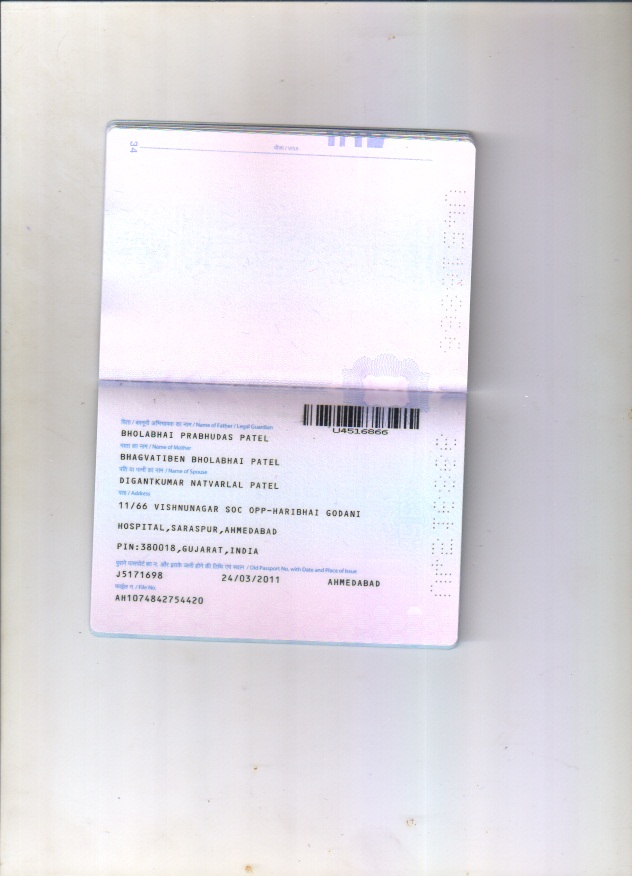 34
वीज़ा / VISA
पिता / कानूनी अभिभावक का नाम / Name of Father / Legal Guardian
BHOLABHAI PRABHUDAS PATEL
U4516866
माता का नाम / Name of Mother
BHAGVATIBEN BHOLABHAI PATEL
पति या पत्नी का नाम / Name of Spouse
DIGANTKUMAR NATVARLAL PATEL
पता / Address
11/66 VISHNUNAGAR SOC OPP-HARIBHAI GODANI
HOSPITAL,SARASPUR,AHMEDABAD
PIN:380018,GUJARAT,INDIA
पुराने पासपोर्ट का न. और इसके जारी होने की तिथि एवं स्थान / Old Passport No. with Date and Place of Issue
J5171698 24/03/2011 AHMEDABAD
फाईल न. / File No.
AH1074842754420